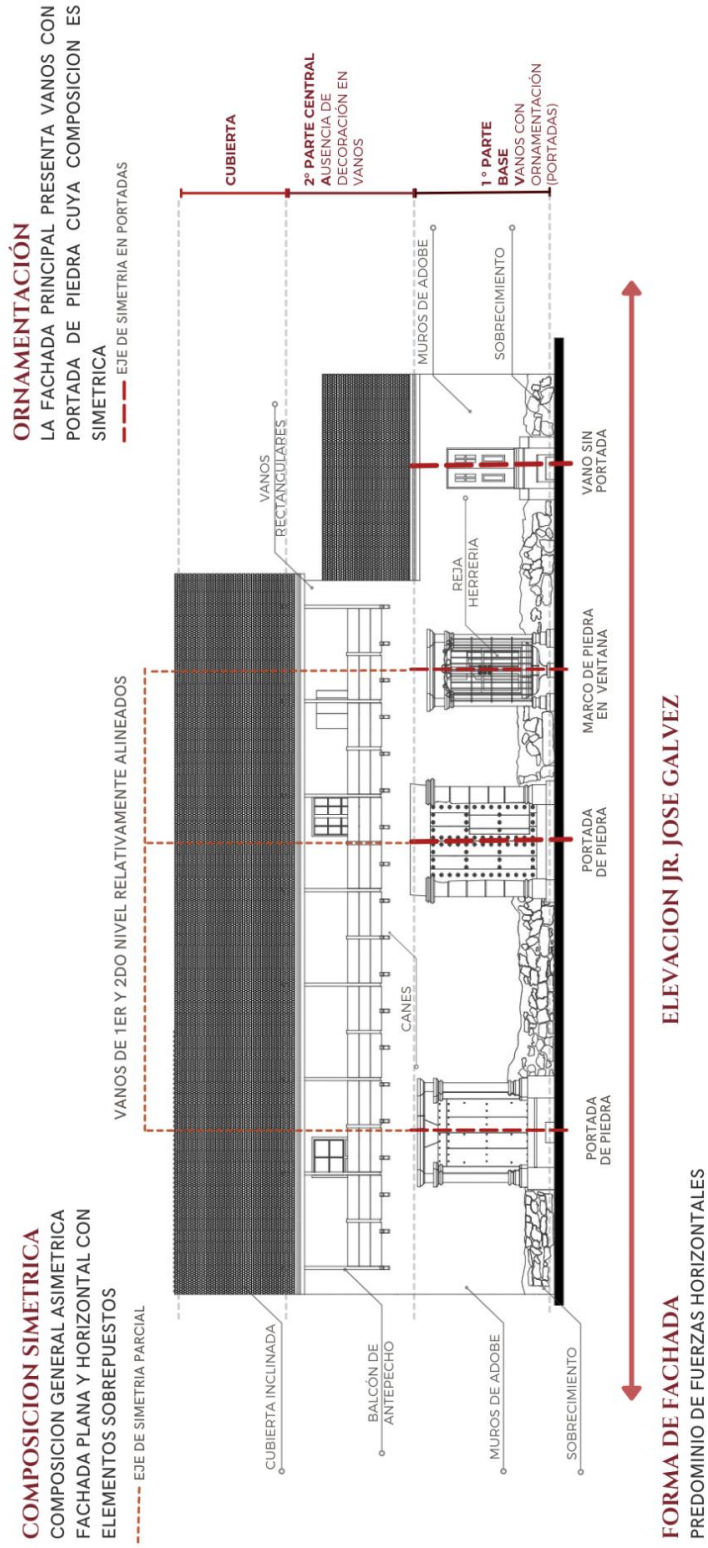 COMPOSICION SIMETRICA
COMPOSICION GENERAL ASIMETRICA
FACHADA PLANA Y HORIZONTAL CON
ELEMENTOS SOBREPUESTOS
EJE DE SIMETRIA PARCIAL
ORNAMENTACIÓN
LA FACHADA PRINCIPAL PRESENTA VANOS CON
PORTADA DE PIEDRA CUYA COMPOSICION ES
SIMETRICA
EJE DE SIMETRIA EN PORTADAS
VANOS DE 1ER Y 2DO NIVEL RELATIVAMENTE ALINEADOS
CUBIERTA INCLINADA
BALCÓN DE
ANTEPECHO
MUROS DE ADOBE
SOBRECIMIENTO
CANES
VANOS
RECTANGULARES
REJA
HERRERIA
MUROS DE ADOBE
SOBRECIMIENTO
CUBIERTA
2° PARTE CENTRAL
AUSENCIA DE
DECORACIÓN EN
VANOS
1° PARTE
BASE
VANOS CON
ORNAMENTACIÓN
(PORTADAS)
PORTADA
DE PIEDRA
PORTADA
DE PIEDRA
MARCO DE PIEDRA
EN VENTANA
VANO SIN
PORTADA
FORMA DE FACHADA
PREDOMINIO DE FUERZAS HORIZONTALES
ELEVACION JR. JOSE GALVEZ